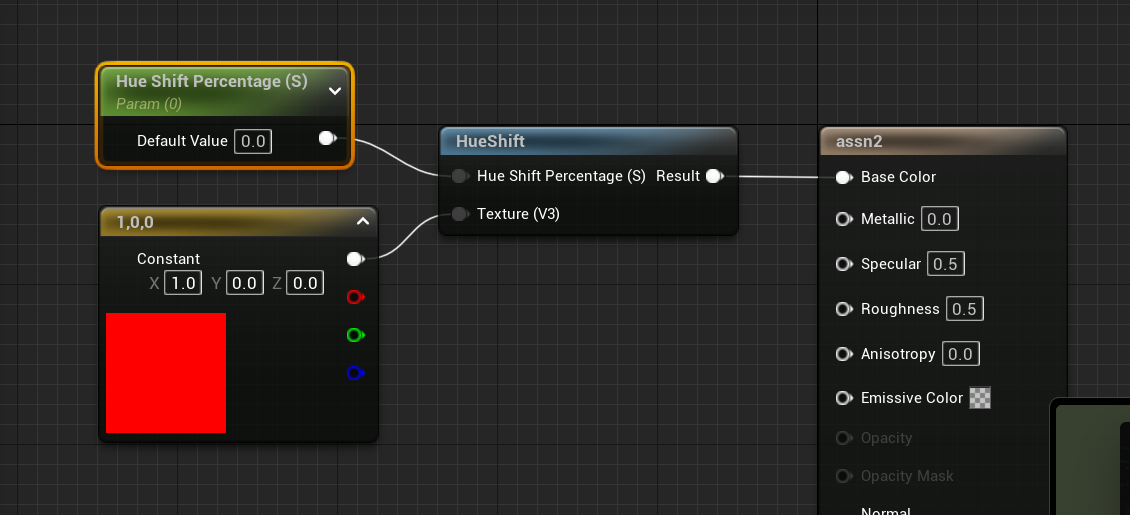 Hue Shift Percentage (S)
Param (0)
Default Value 0.0
1,0,0
Constant
X 1.0 Y 0.0 Z 0.0
HueShift
Hue Shift Percentage (S) Result
Texture (V3)
assn2
Base Color
Metallic 0.0
Specular 0.5
Roughness 0.5
Anisotropy 0.0
Emissive Color
Opacity
Opacity Mask
Normal